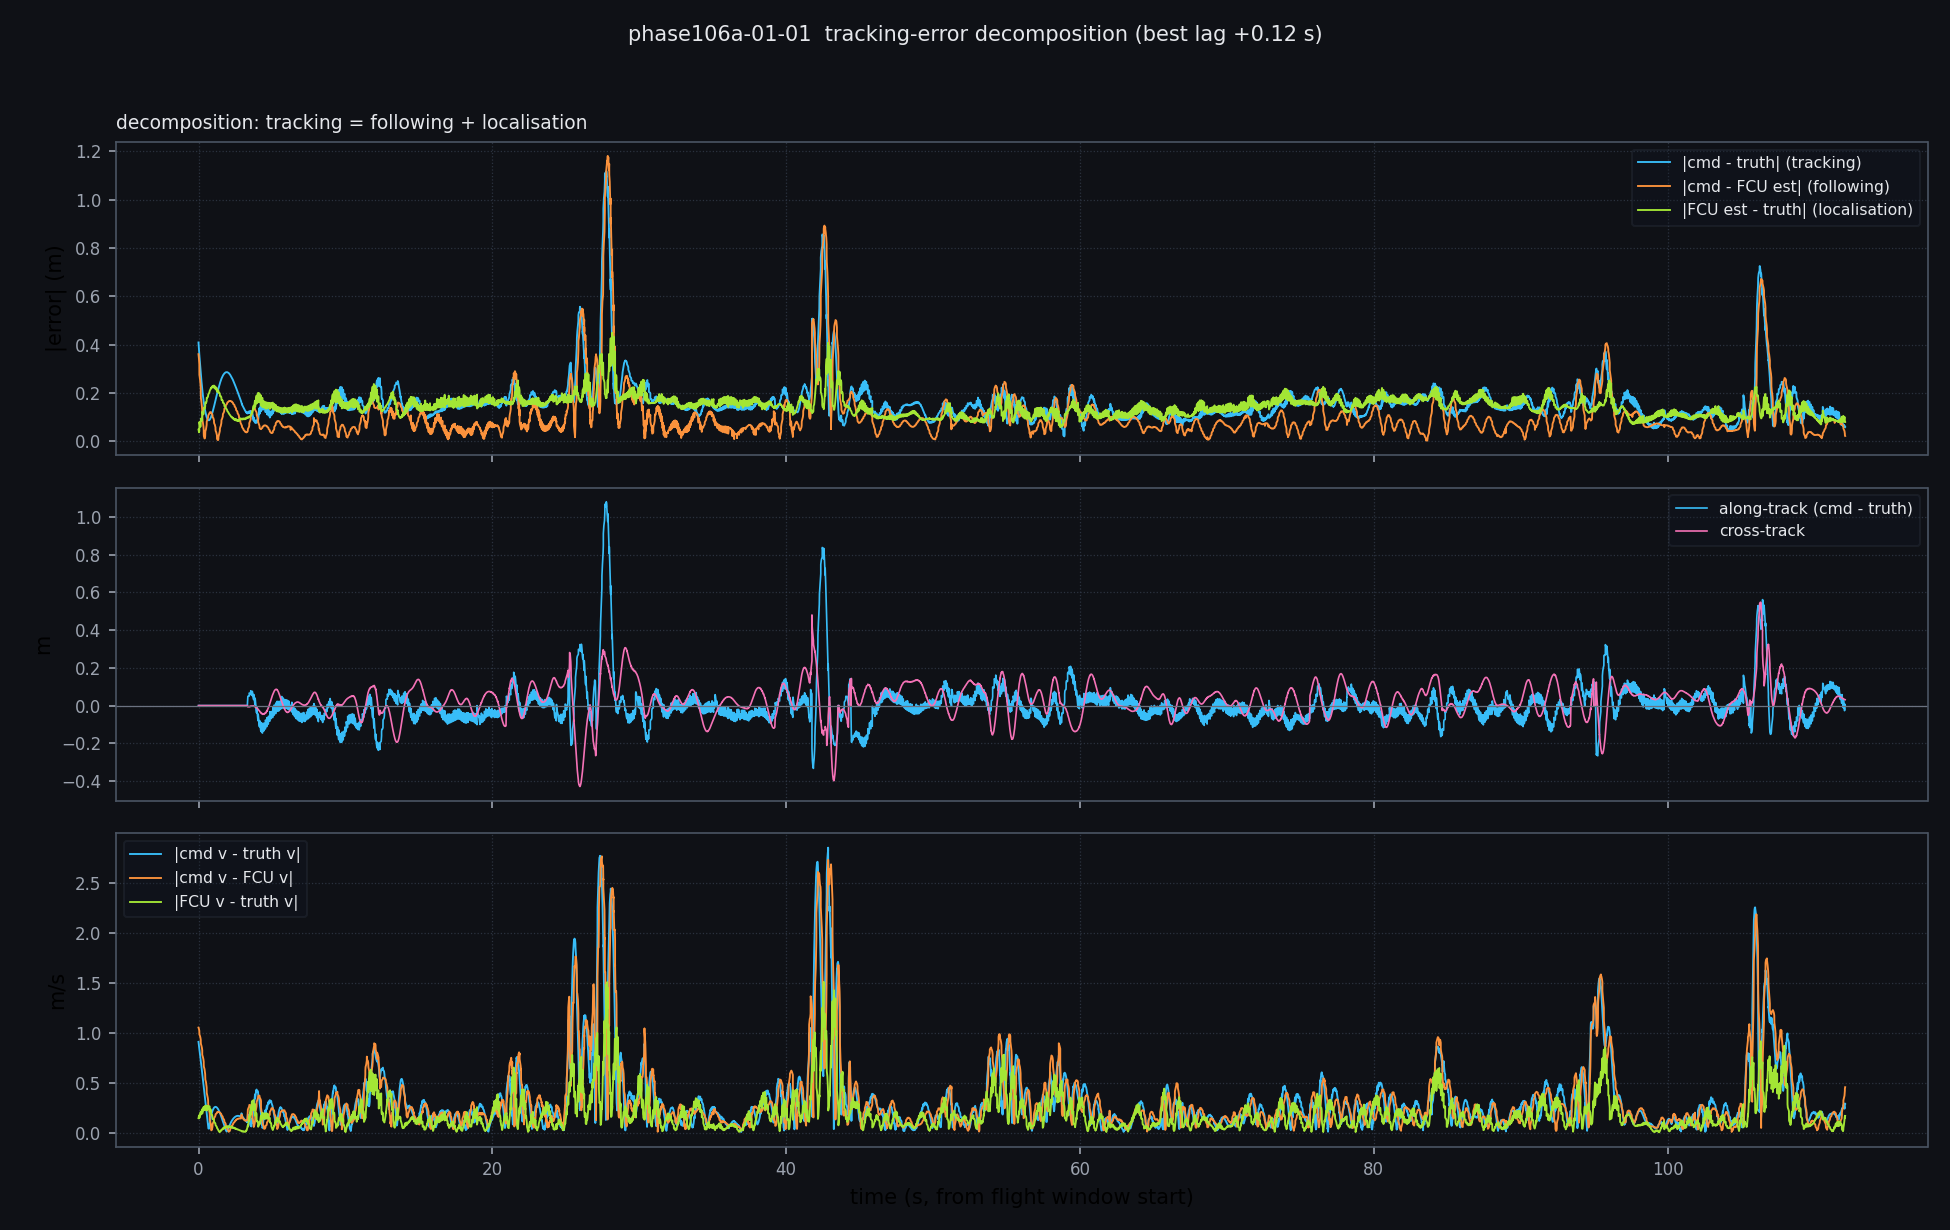 phase106a-01-01  tracking-error decomposition (best lag +0.12 s)
decomposition: tracking = following + localisation
|error| (m)
1.2
1.0
0.8
0.6
0.4
0.2
0.0
|cmd - truth| (tracking)
|cmd - FCU est| (following)
|FCU est - truth| (localisation)
m
1.0
0.8
0.6
0.4
0.2
0.0
−0.2
−0.4
along-track (cmd - truth)
cross-track
m/s
2.5
2.0
1.5
1.0
0.5
0.0
|cmd v - truth v|
|cmd v - FCU v|
|FCU v - truth v|
0 20 40 60 80 100
time (s, from flight window start)